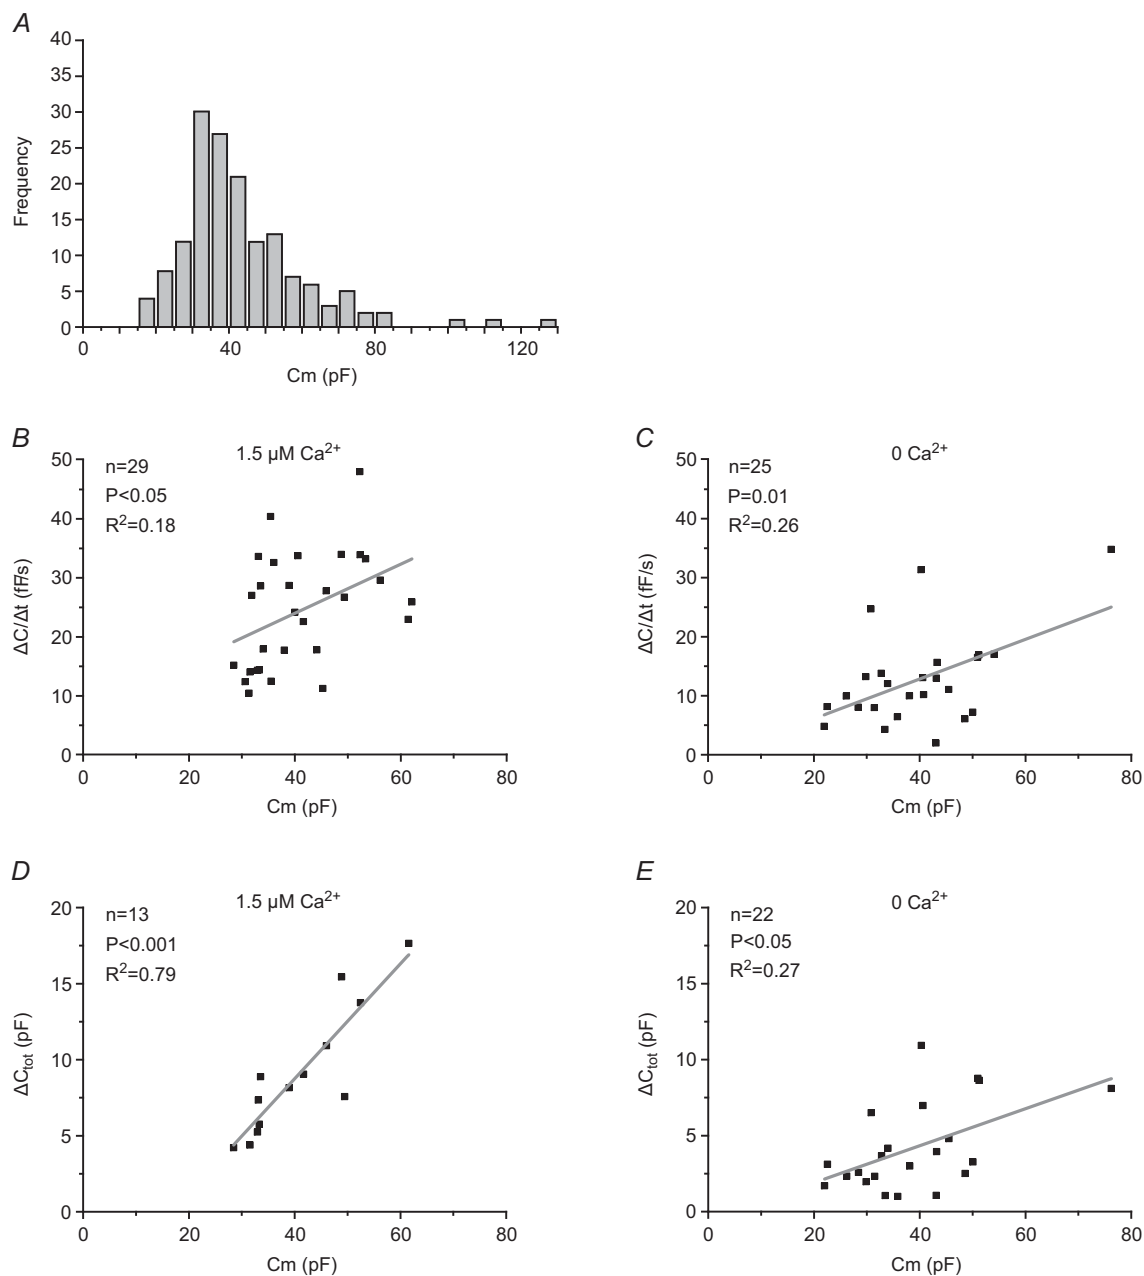 A
40
35
30
25
20
15
10
5
0
Frequency
0 40 80 120
Cm (pF)
B
1.5 µM Ca2+
n=29
P<0.05
R2=0.18
50
40
30
20
10
0
ΔC/Δt (fF/s)
0 20 40 60 80
Cm (pF)
C
0 Ca2+
n=25
P=0.01
R2=0.26
50
40
30
20
10
0
ΔC/Δt (fF/s)
0 20 40 60 80
Cm (pF)
D
1.5 µM Ca2+
n=13
P<0.001
R2=0.79
20
15
10
5
0
ΔCtot (pF)
0 20 40 60 80
Cm (pF)
E
0 Ca2+
n=22
P<0.05
R2=0.27
20
15
10
5
0
ΔCtot (pF)
0 20 40 60 80
Cm (pF)